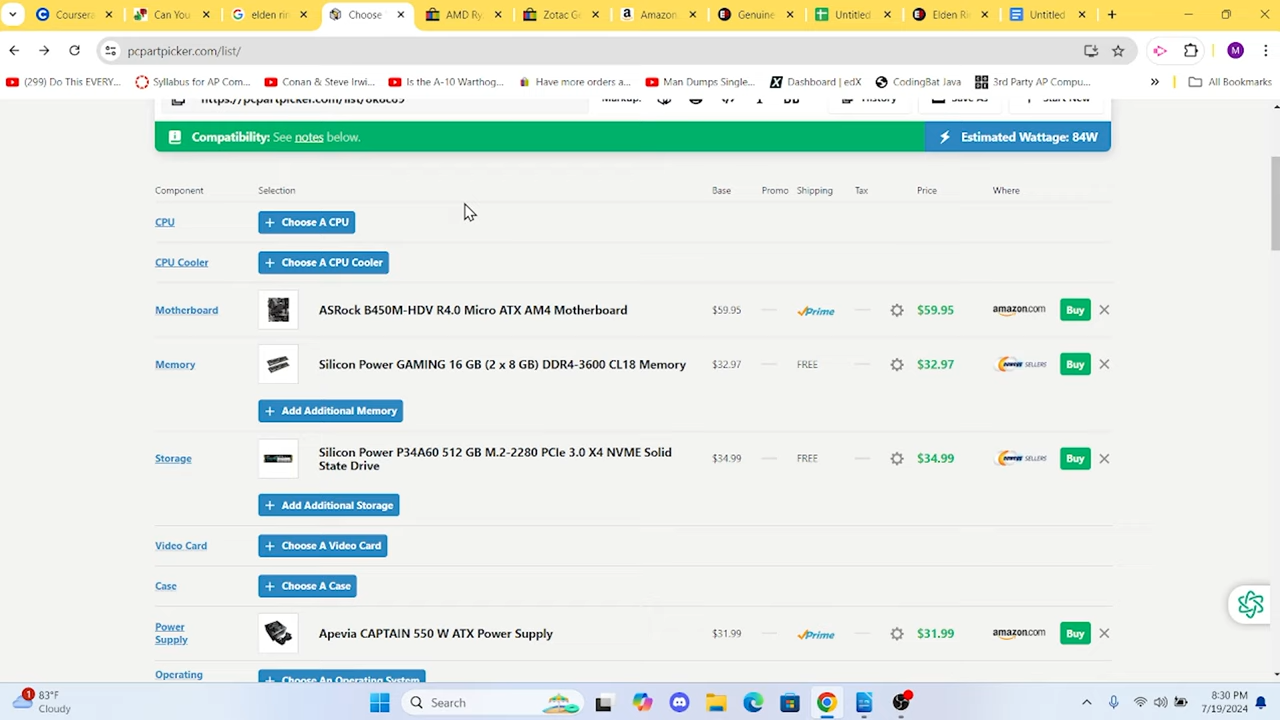 Coursera
Can You
elden rin
Choose
AMD Ry
Zotac Ge
Amazon
Genuine
Untitled
Elden Ri
Untitled
pcpartpicker.com/list/
M
(299) Do This EVERY...
Syllabus for AP Com...
Conan & Steve Irwi...
Is the A-10 Warthog...
Have more orders a...
Man Dumps Single...
Dashboard | edX
CodingBat Java
3rd Party AP Compu...
All Bookmarks
Compatibility: See notes below.
Estimated Wattage: 84W
Component Selection Base Promo Shipping Tax Price Where
CPU + Choose A CPU
CPU Cooler + Choose A CPU Cooler
Motherboard ASRock B450M-HDV R4.0 Micro ATX AM4 Motherboard $59.95 Prime $59.95 amazon.com Buy
Memory Silicon Power GAMING 16 GB (2 x 8 GB) DDR4-3600 CL18 Memory $32.97 FREE $32.97 SELLERS Buy
+ Add Additional Memory
Storage Silicon Power P34A60 512 GB M.2-2280 PCIe 3.0 X4 NVME Solid
State Drive $34.99 FREE $34.99 SELLERS Buy
+ Add Additional Storage
Video Card + Choose A Video Card
Case + Choose A Case
Power
Supply Apevia CAPTAIN 550 W ATX Power Supply $31.99 Prime $31.99 amazon.com Buy
Operating + Choose An Operating System
83°F
Cloudy
Search
8:30 PM
7/19/2024